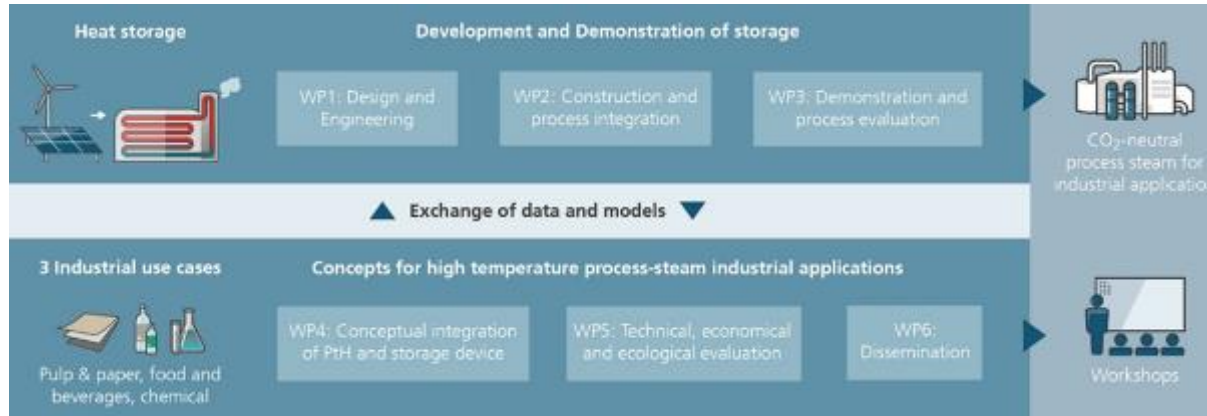 Heat storage
Development and Demonstration of storage
WP1: Design and
Engineering
WP2: Construction and
process integration
WP3: Demonstration and
process evaluation
CO₂-neutral
process steam for
industrial applicatio
Exchange of data and models
3 Industrial use cases
Concepts for high temperature process-steam industrial applications
WP4: Conceptual integration
of PtH and storage device
WP5: Technical, economical
and ecological evaluation
WP6:
Dissemination
Pulp & paper, food and
beverages, chemical
Workshops